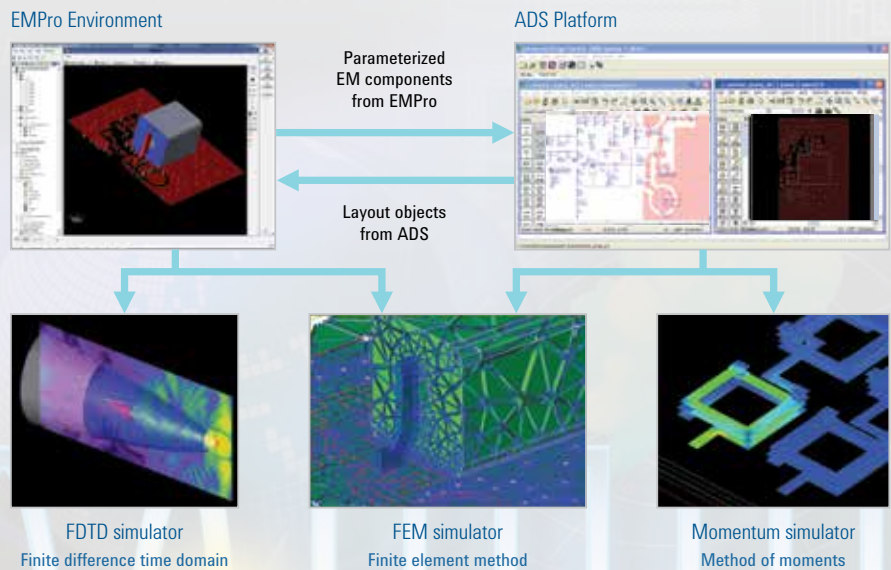 EMPro Environment
ADS Platform
Parameterized
EM components
from EMPro
Layout objects
from ADS
FDTD simulator
Finite difference time domain
FEM simulator
Finite element method
Momentum simulator
Method of moments